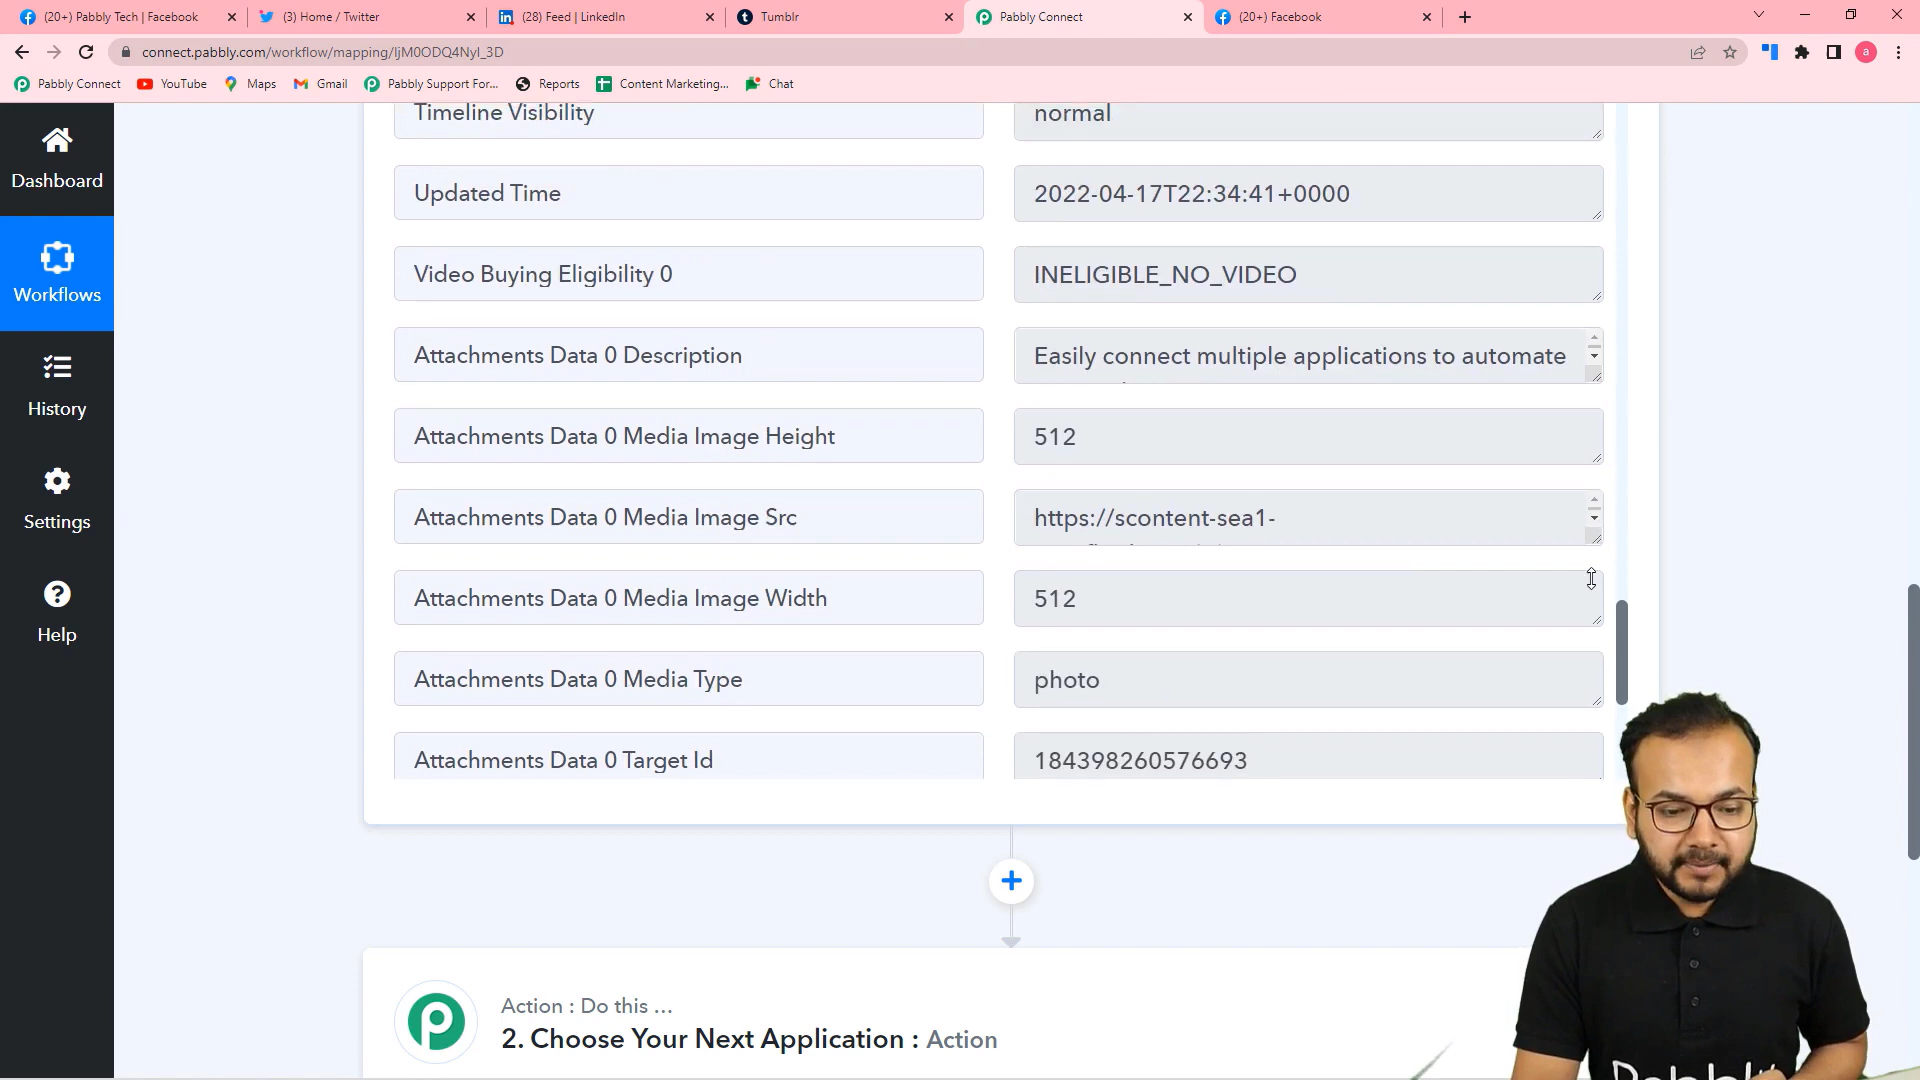 (20+) Pabbly Tech | Facebook
(3) Home / Twitter
(28) Feed | LinkedIn
Tumblr
Pabbly Connect
(20+) Facebook
connect.pabbly.com/workflow/mapping/IjM0ODQ4NyI_3D
a
Pabbly Connect
YouTube
Maps
Gmail
Pabbly Support For...
Reports
Content Marketing...
Chat
Dashboard
Workflows
History
Settings
Help
Timeline Visibility
normal
Updated Time
2022-04-17T22:34:41+0000
Video Buying Eligibility 0
INELIGIBLE_NO_VIDEO
Attachments Data 0 Description
Easily connect multiple applications to automate
Attachments Data 0 Media Image Height
512
Attachments Data 0 Media Image Src
https://scontent-sea1-
Attachments Data 0 Media Image Width
512
Attachments Data 0 Media Type
photo
Attachments Data 0 Target Id
184398260576693
Action : Do this ...
2. Choose Your Next Application : Action
Pabbly